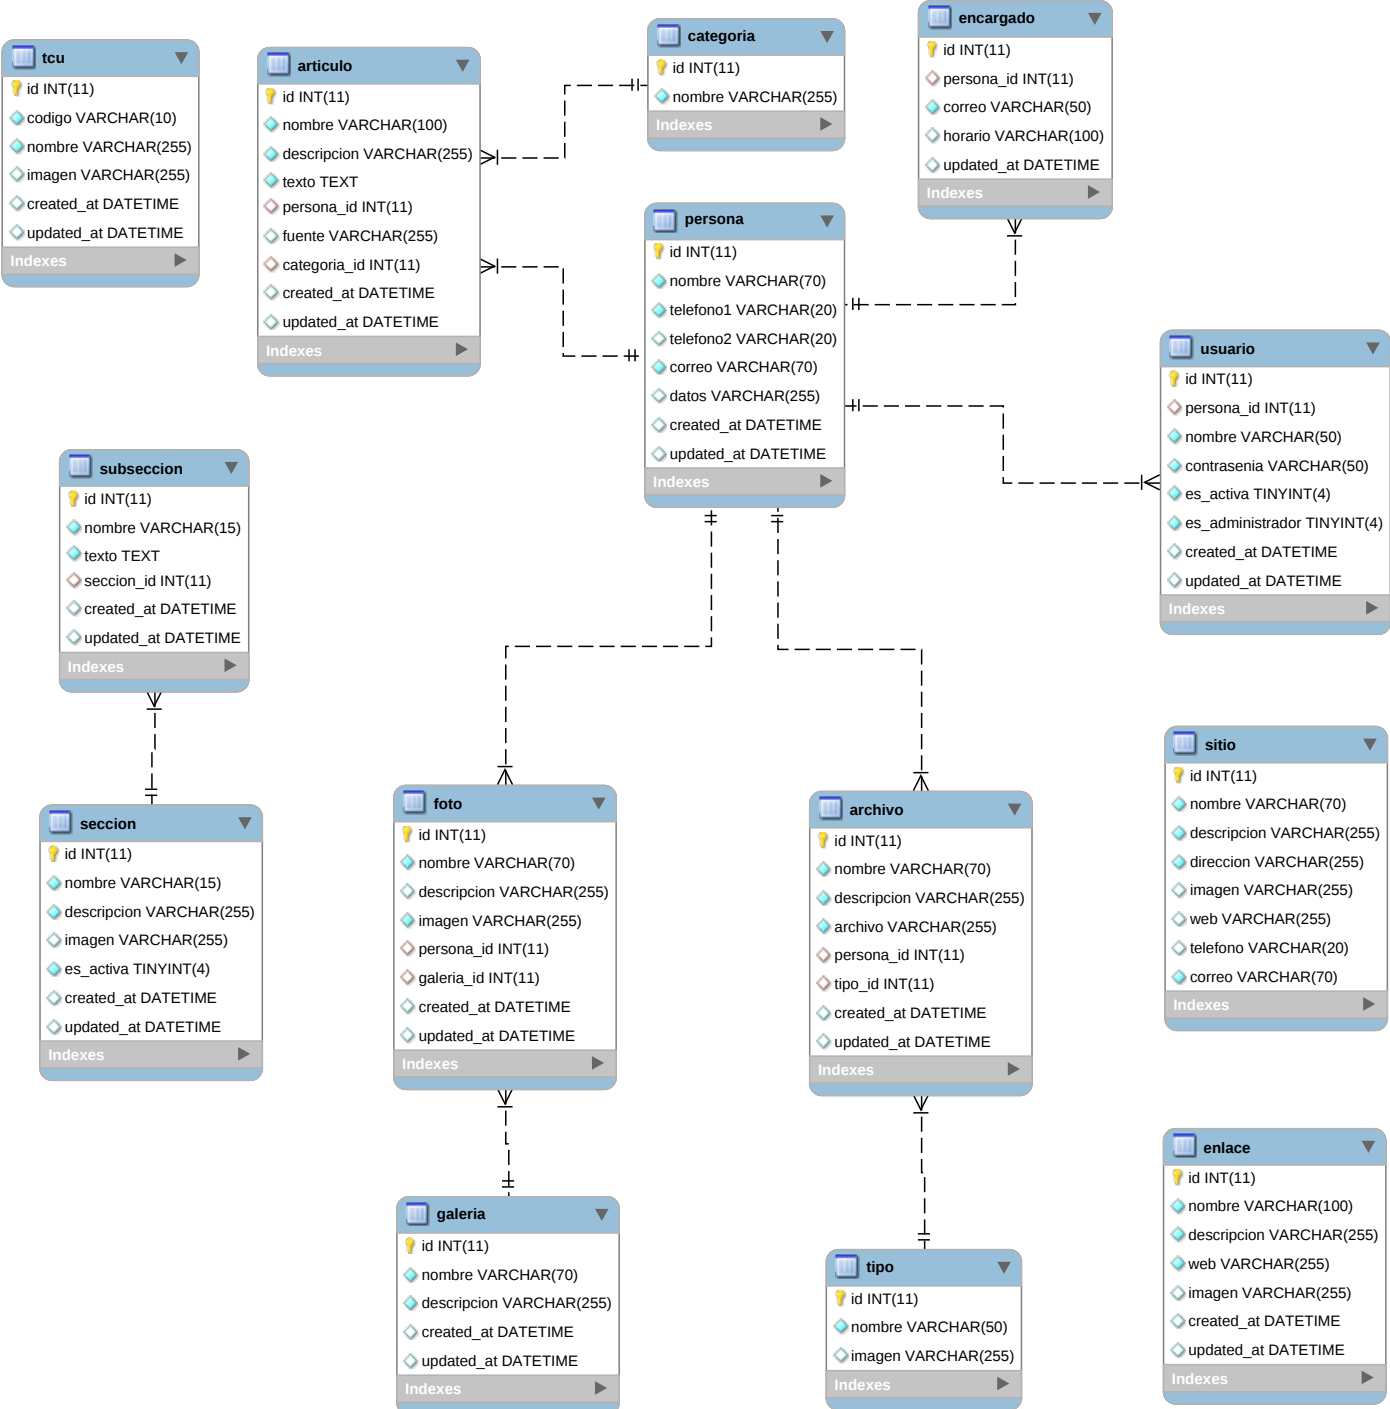 tcu
id INT(11)
codigo VARCHAR(10)
nombre VARCHAR(255)
imagen VARCHAR(255)
created_at DATETIME
updated_at DATETIME
Indexes
articulo
id INT(11)
nombre VARCHAR(100)
descripcion VARCHAR(255)
texto TEXT
persona_id INT(11)
fuente VARCHAR(255)
categoria_id INT(11)
created_at DATETIME
updated_at DATETIME
Indexes
categoria
id INT(11)
nombre VARCHAR(255)
Indexes
encargado
id INT(11)
persona_id INT(11)
correo VARCHAR(50)
horario VARCHAR(100)
updated_at DATETIME
Indexes
persona
id INT(11)
nombre VARCHAR(70)
telefono1 VARCHAR(20)
telefono2 VARCHAR(20)
correo VARCHAR(70)
datos VARCHAR(255)
created_at DATETIME
updated_at DATETIME
Indexes
usuario
id INT(11)
persona_id INT(11)
nombre VARCHAR(50)
contrasenia VARCHAR(50)
es_activa TINYINT(4)
es_administrador TINYINT(4)
created_at DATETIME
updated_at DATETIME
Indexes
subseccion
id INT(11)
nombre VARCHAR(15)
texto TEXT
seccion_id INT(11)
created_at DATETIME
updated_at DATETIME
Indexes
seccion
id INT(11)
nombre VARCHAR(15)
descripcion VARCHAR(255)
imagen VARCHAR(255)
es_activa TINYINT(4)
created_at DATETIME
updated_at DATETIME
Indexes
foto
id INT(11)
nombre VARCHAR(70)
descripcion VARCHAR(255)
imagen VARCHAR(255)
persona_id INT(11)
galeria_id INT(11)
created_at DATETIME
updated_at DATETIME
Indexes
archivo
id INT(11)
nombre VARCHAR(70)
descripcion VARCHAR(255)
archivo VARCHAR(255)
persona_id INT(11)
tipo_id INT(11)
created_at DATETIME
updated_at DATETIME
Indexes
sitio
id INT(11)
nombre VARCHAR(70)
descripcion VARCHAR(255)
direccion VARCHAR(255)
imagen VARCHAR(255)
web VARCHAR(255)
telefono VARCHAR(20)
correo VARCHAR(70)
Indexes
galeria
id INT(11)
nombre VARCHAR(70)
descripcion VARCHAR(255)
created_at DATETIME
updated_at DATETIME
Indexes
tipo
id INT(11)
nombre VARCHAR(50)
imagen VARCHAR(255)
Indexes
enlace
id INT(11)
nombre VARCHAR(100)
descripcion VARCHAR(255)
web VARCHAR(255)
imagen VARCHAR(255)
created_at DATETIME
updated_at DATETIME
Indexes